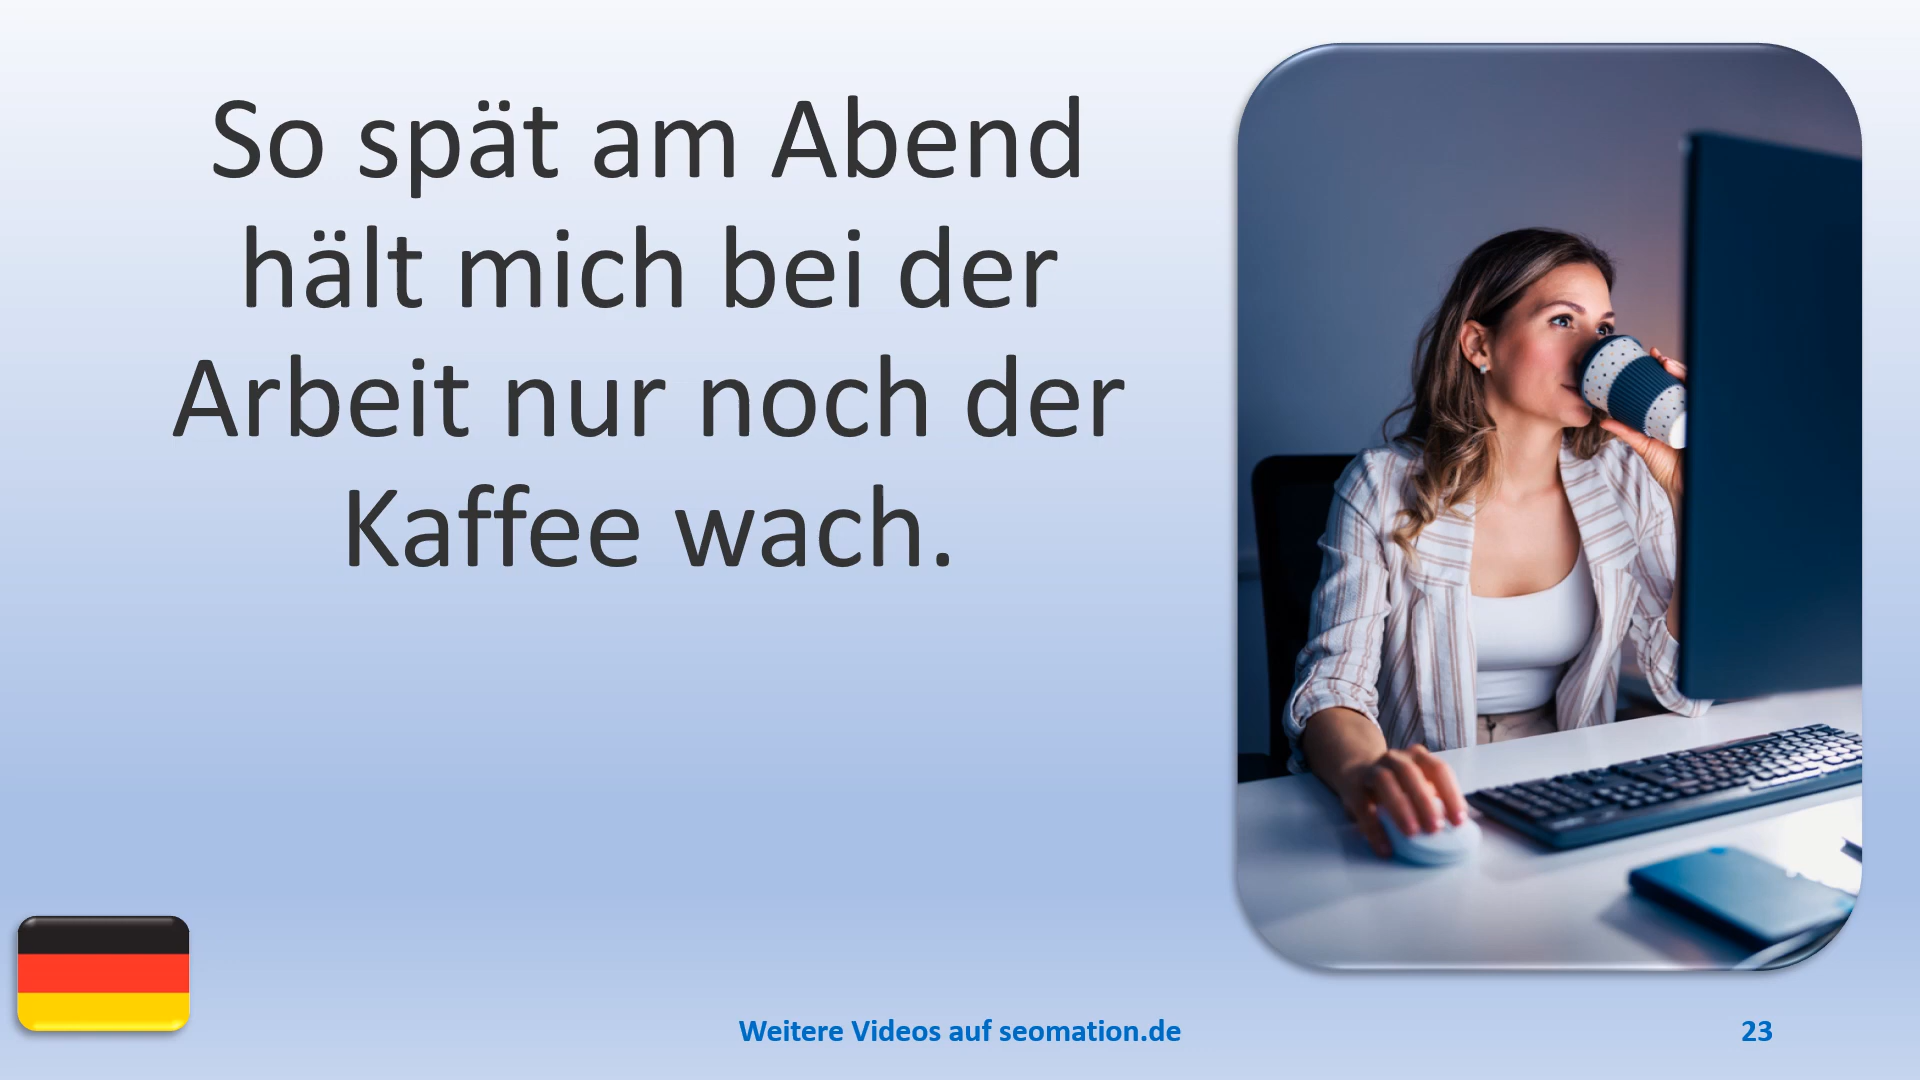 So spät am Abend
hält mich bei der
Arbeit nur noch der
Kaffee wach.
Weitere Videos auf seomation.de
23